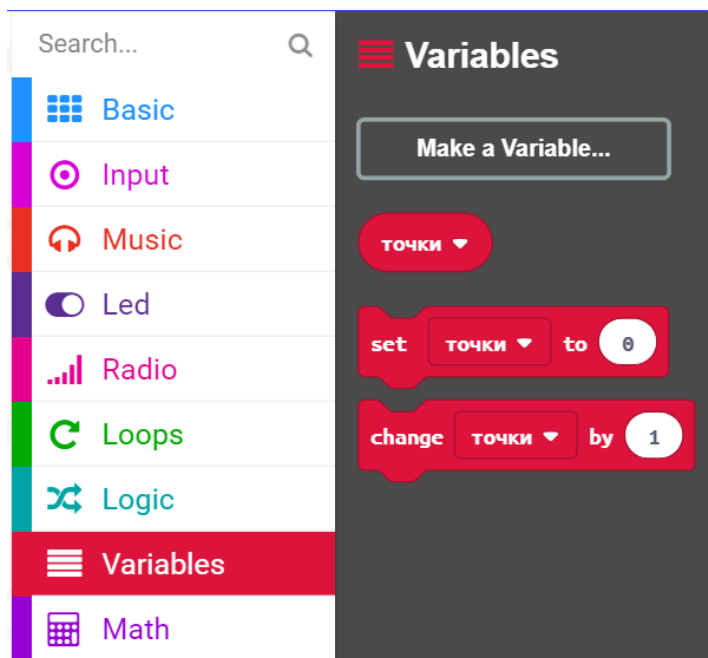 Search...
Basic
Input
Music
Led
Radio
Loops
Logic
Variables
Math
Variables
Make a Variable...
точки
set точки to 0
change точки by 1